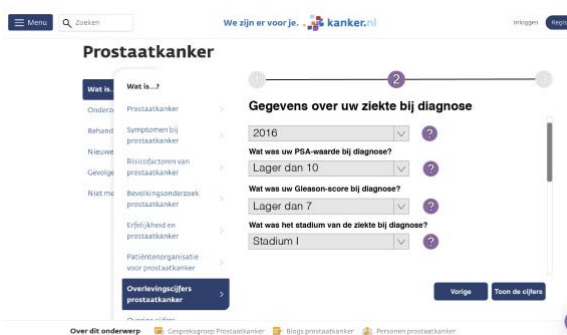 Menu
Zoeken
We zijn er voor je.
kanker.nl
Inloggen
Prostaatkanker
Wat is
Wat is...?
Onderz
Behand
Nieuwe
Gevolge
Niet me
Prostaatkanker
Symptomen bij
prostaatkanker
Risicofactoren van
prostaatkanker
Bevolkingsonderzoek
prostaatkanker
Erfelijkheid en
prostaatkanker
Patiëntenorganisatie
voor prostaatkanker
Overlevingscijfers
prostaatkanker
2
Gegevens over uw ziekte bij diagnose
2016
?
Wat was uw PSA-waarde bij diagnose?
Lager dan 10
?
Wat was uw Gleason-score bij diagnose?
Lager dan 7
?
Wat was het stadium van de ziekte bij diagnose?
Stadium I
?
Vorige
Toon de cijfers
Over dit onderwerp
Gespreksgroep Prostaatkanker
Blogs prostaatkanker
Personen prostaatkanker